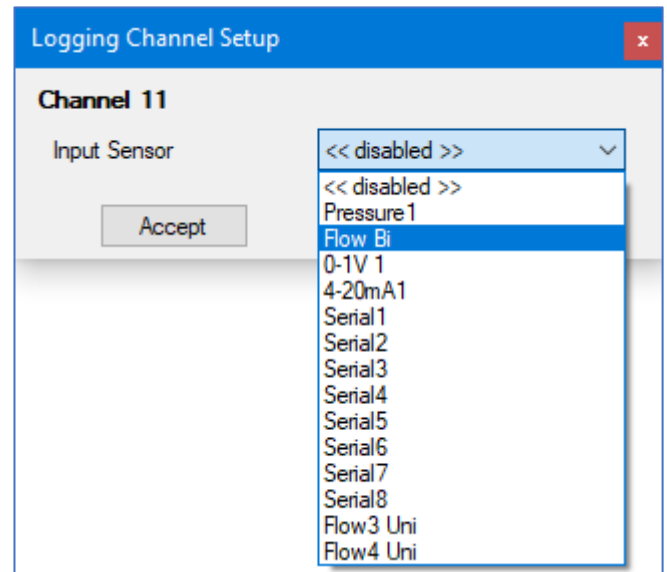 Logging Channel Setup
x
Channel 11
Input Sensor
<< disabled >>
<< disabled >>
Pressure1
Accept
Flow Bi
0-1V 1
4-20mA1
Serial1
Serial2
Serial3
Serial4
Serial5
Serial6
Serial7
Serial8
Flow3 Uni
Flow4 Uni